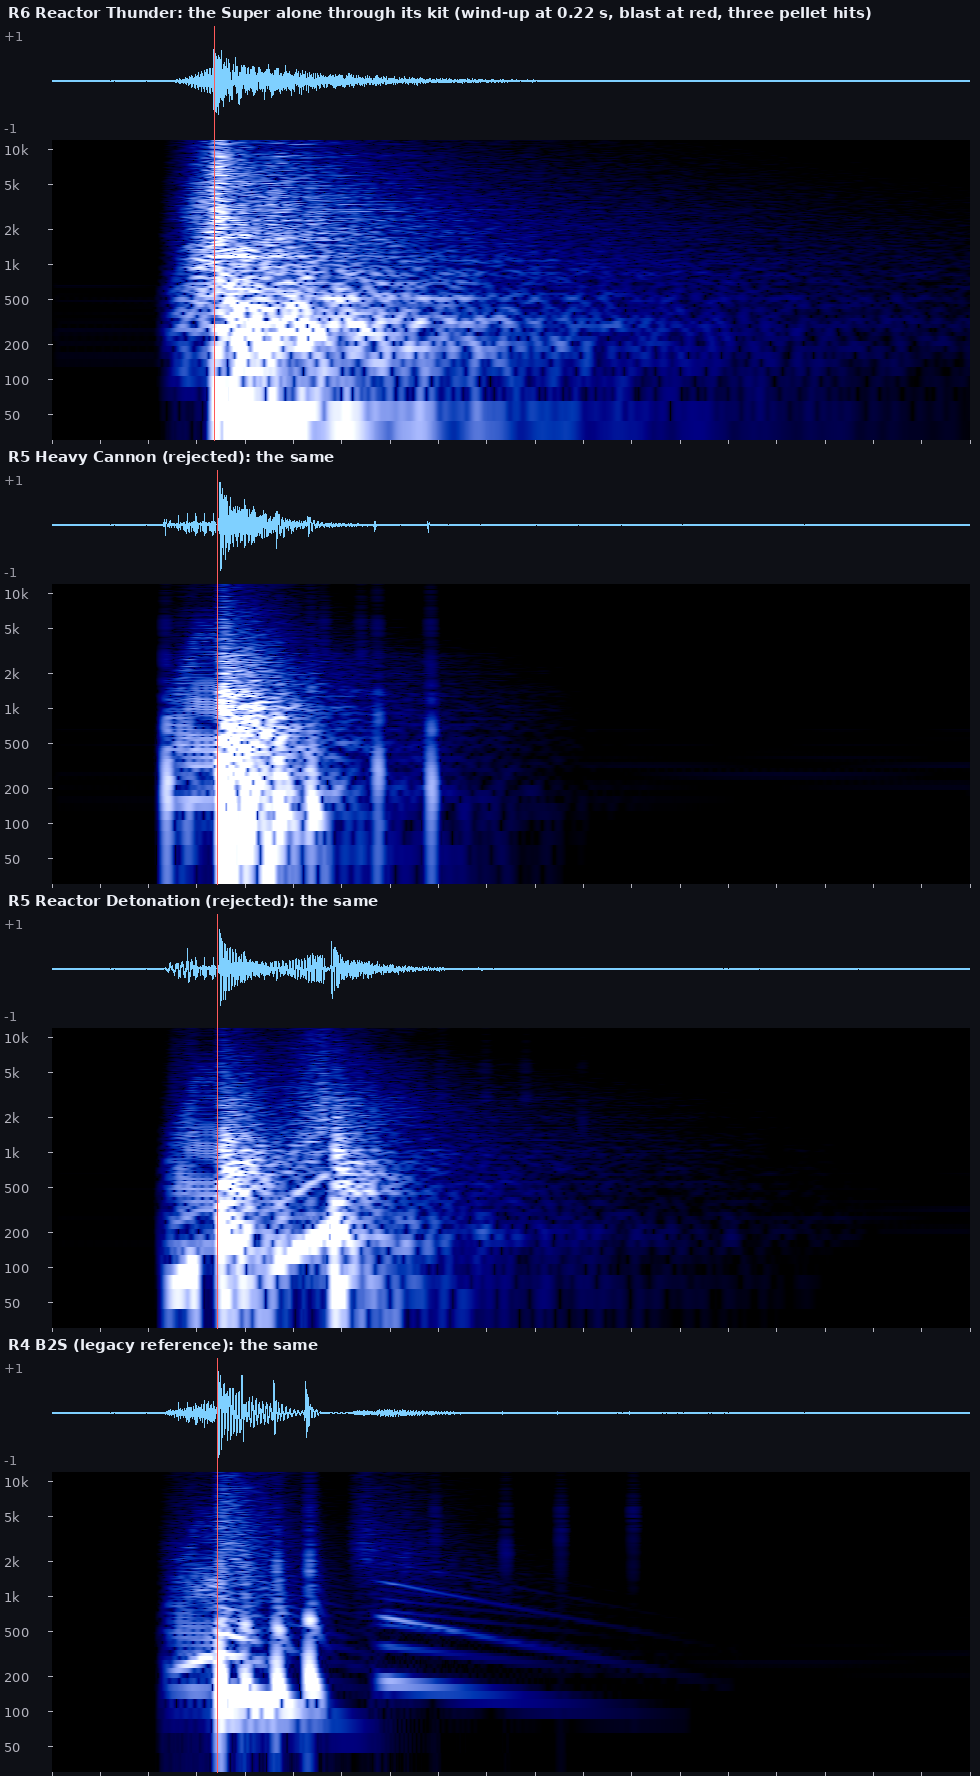 R6 Reactor Thunder: the Super alone through its kit (wind-up at 0.22 s, blast at red, three pellet hits)
+1
-1
10k
5k
2k
1k
500
200
100
50
R5 Heavy Cannon (rejected): the same
+1
-1
10k
5k
2k
1k
500
200
100
50
R5 Reactor Detonation (rejected): the same
+1
-1
10k
5k
2k
1k
500
200
100
50
R4 B2S (legacy reference): the same
+1
-1
10k
5k
2k
1k
500
200
100
50